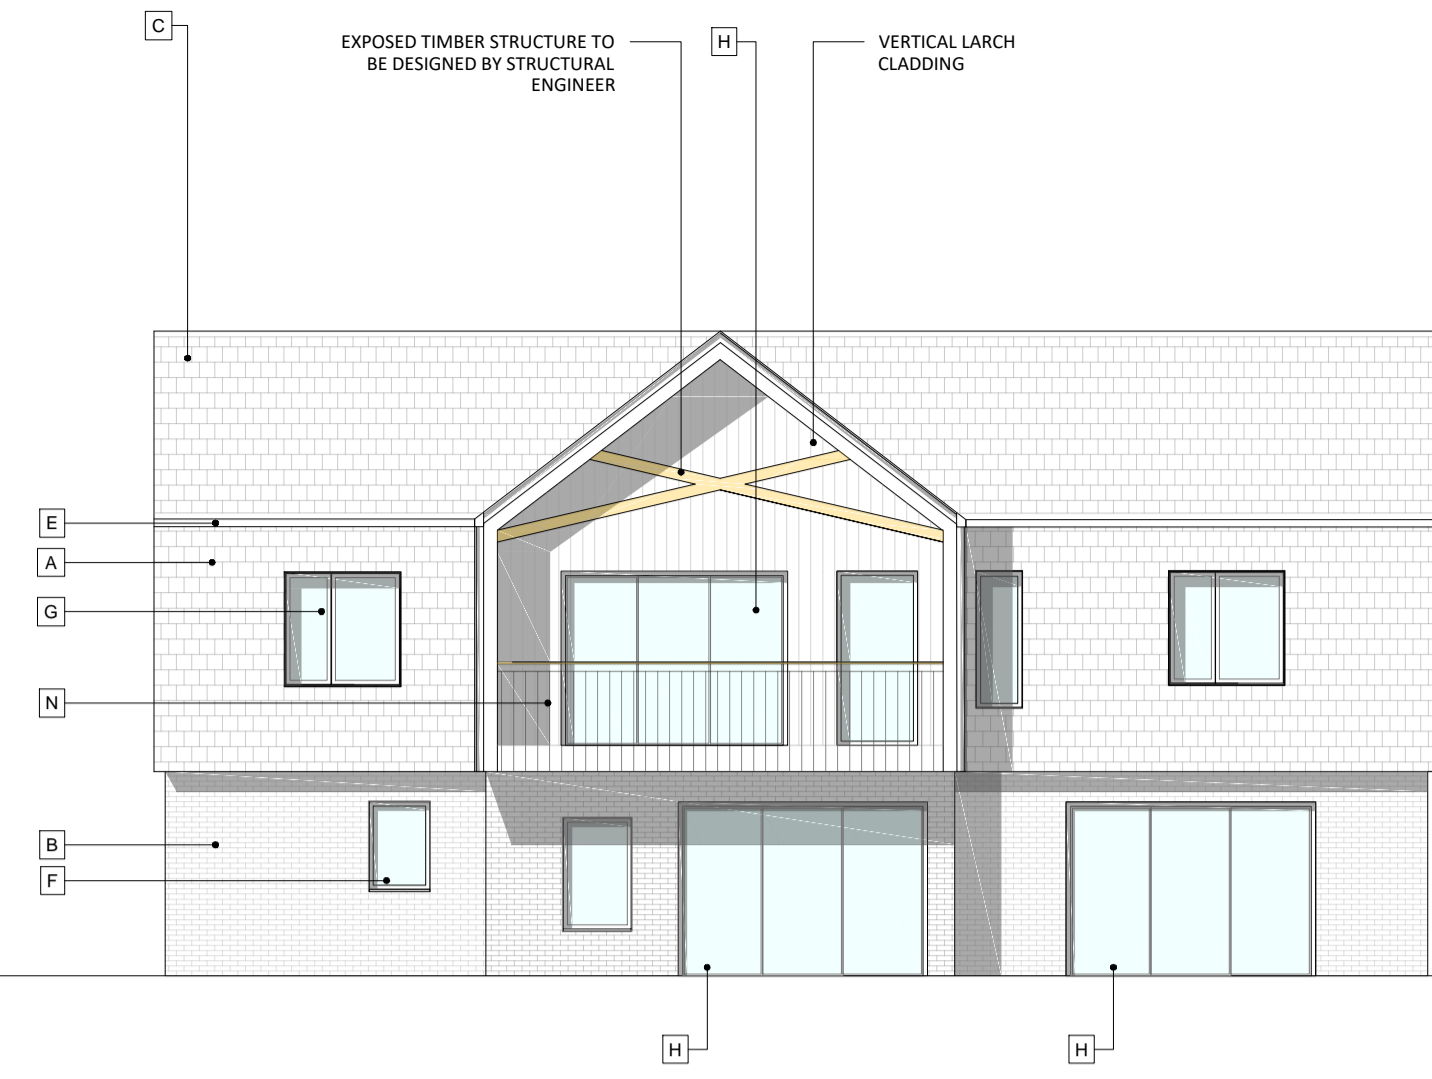 C
EXPOSED TIMBER STRUCTURE TO
BE DESIGNED BY STRUCTURAL
ENGINEER
H
VERTICAL LARCH
CLADDING
E
A
G
N
B
F
H
H